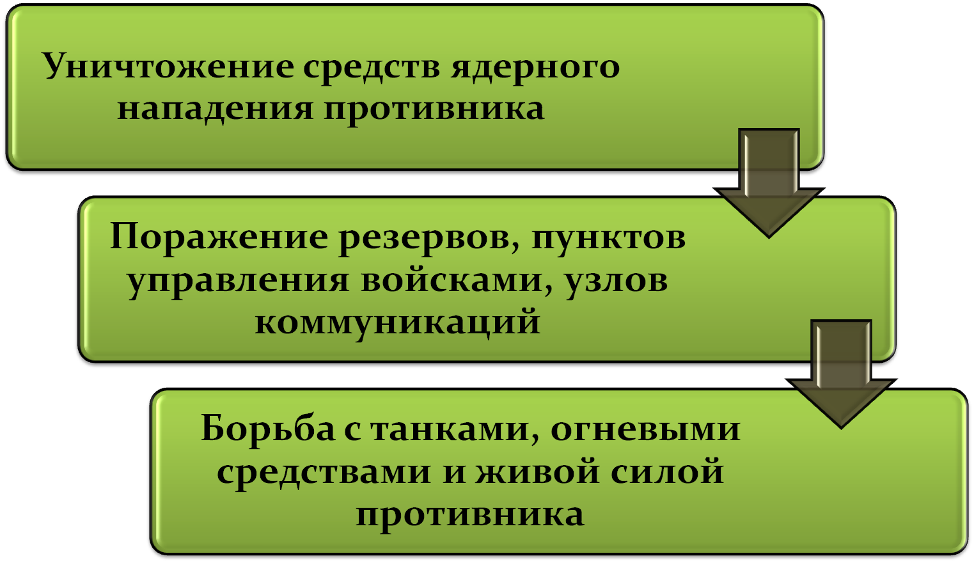 Уничтожение средств ядерного
нападения противника
Поражение резервов, пунктов
управления войсками, узлов
коммуникаций
Борьба с танками, огневыми
средствами и живой силой
противника